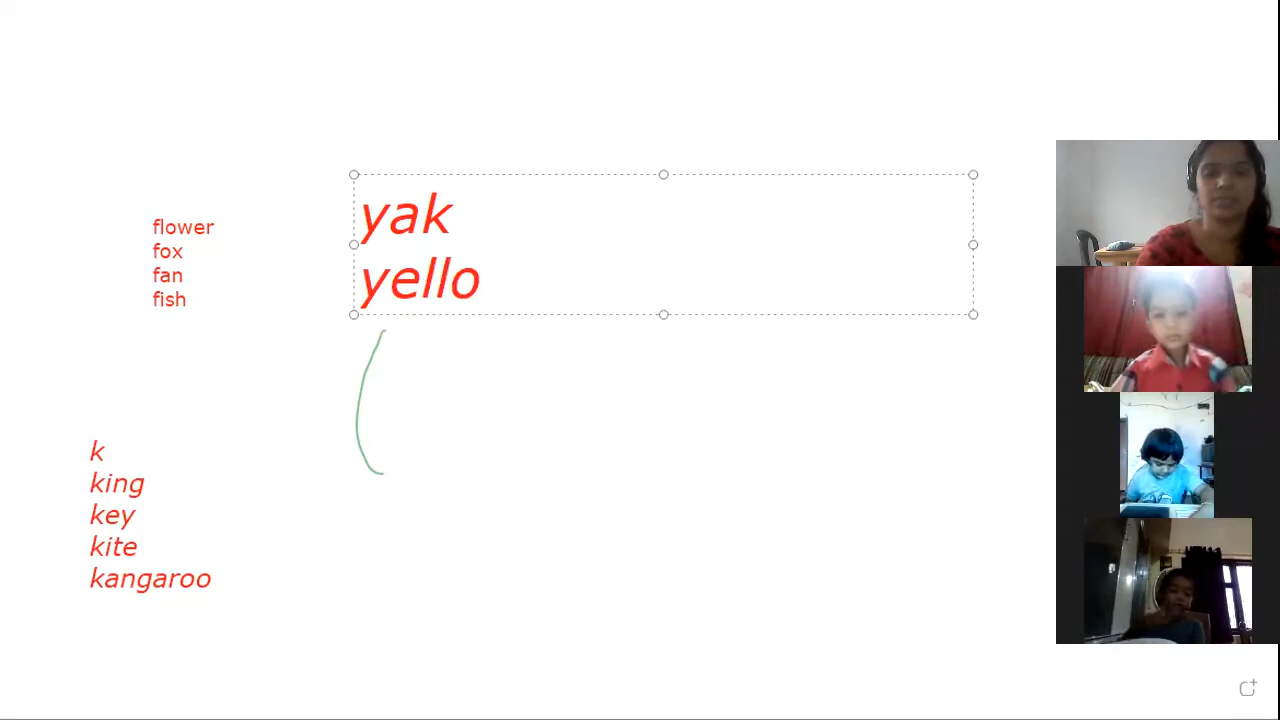 flower
fox
fan
fish
yak
yello
k
king
key
kite
kangaroo